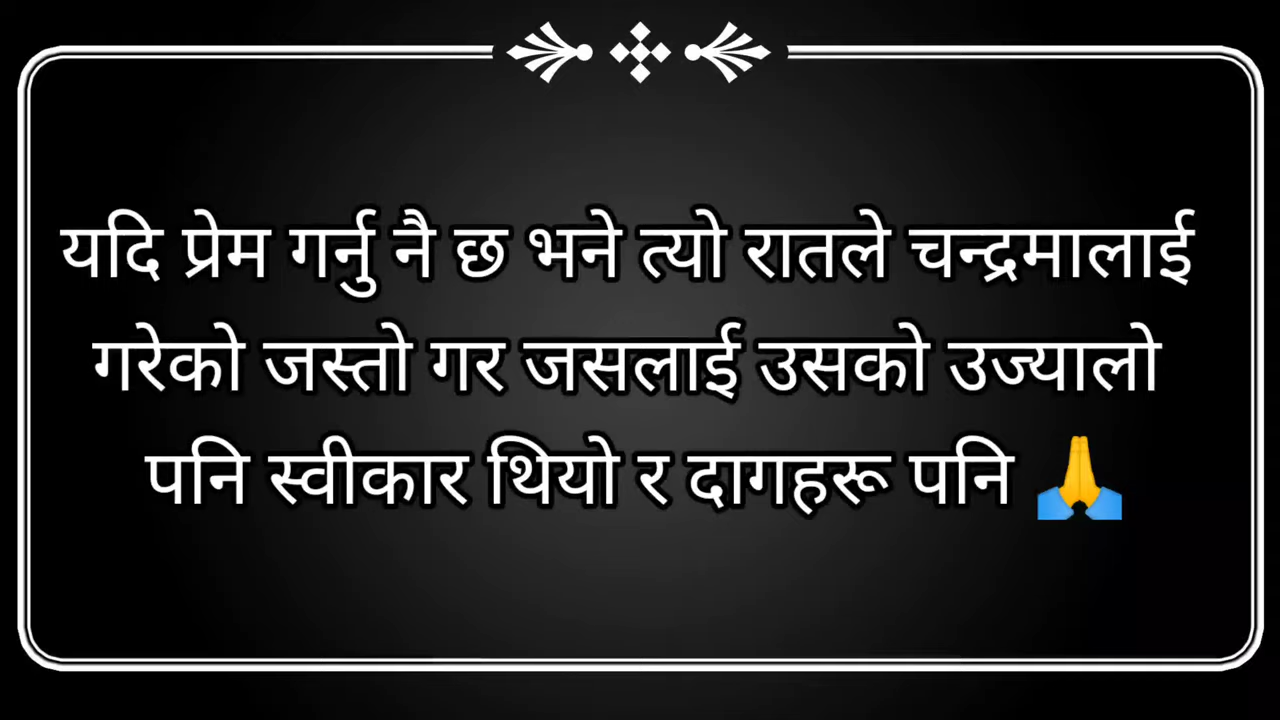 यदि प्रेम गर्नु नै छ भने त्यो रातले चन्द्रमालाई
गरेको जस्तो गर जसलाई उसको उज्यालो
पनि स्वीकार थियो र दागहरू पनि 🙏